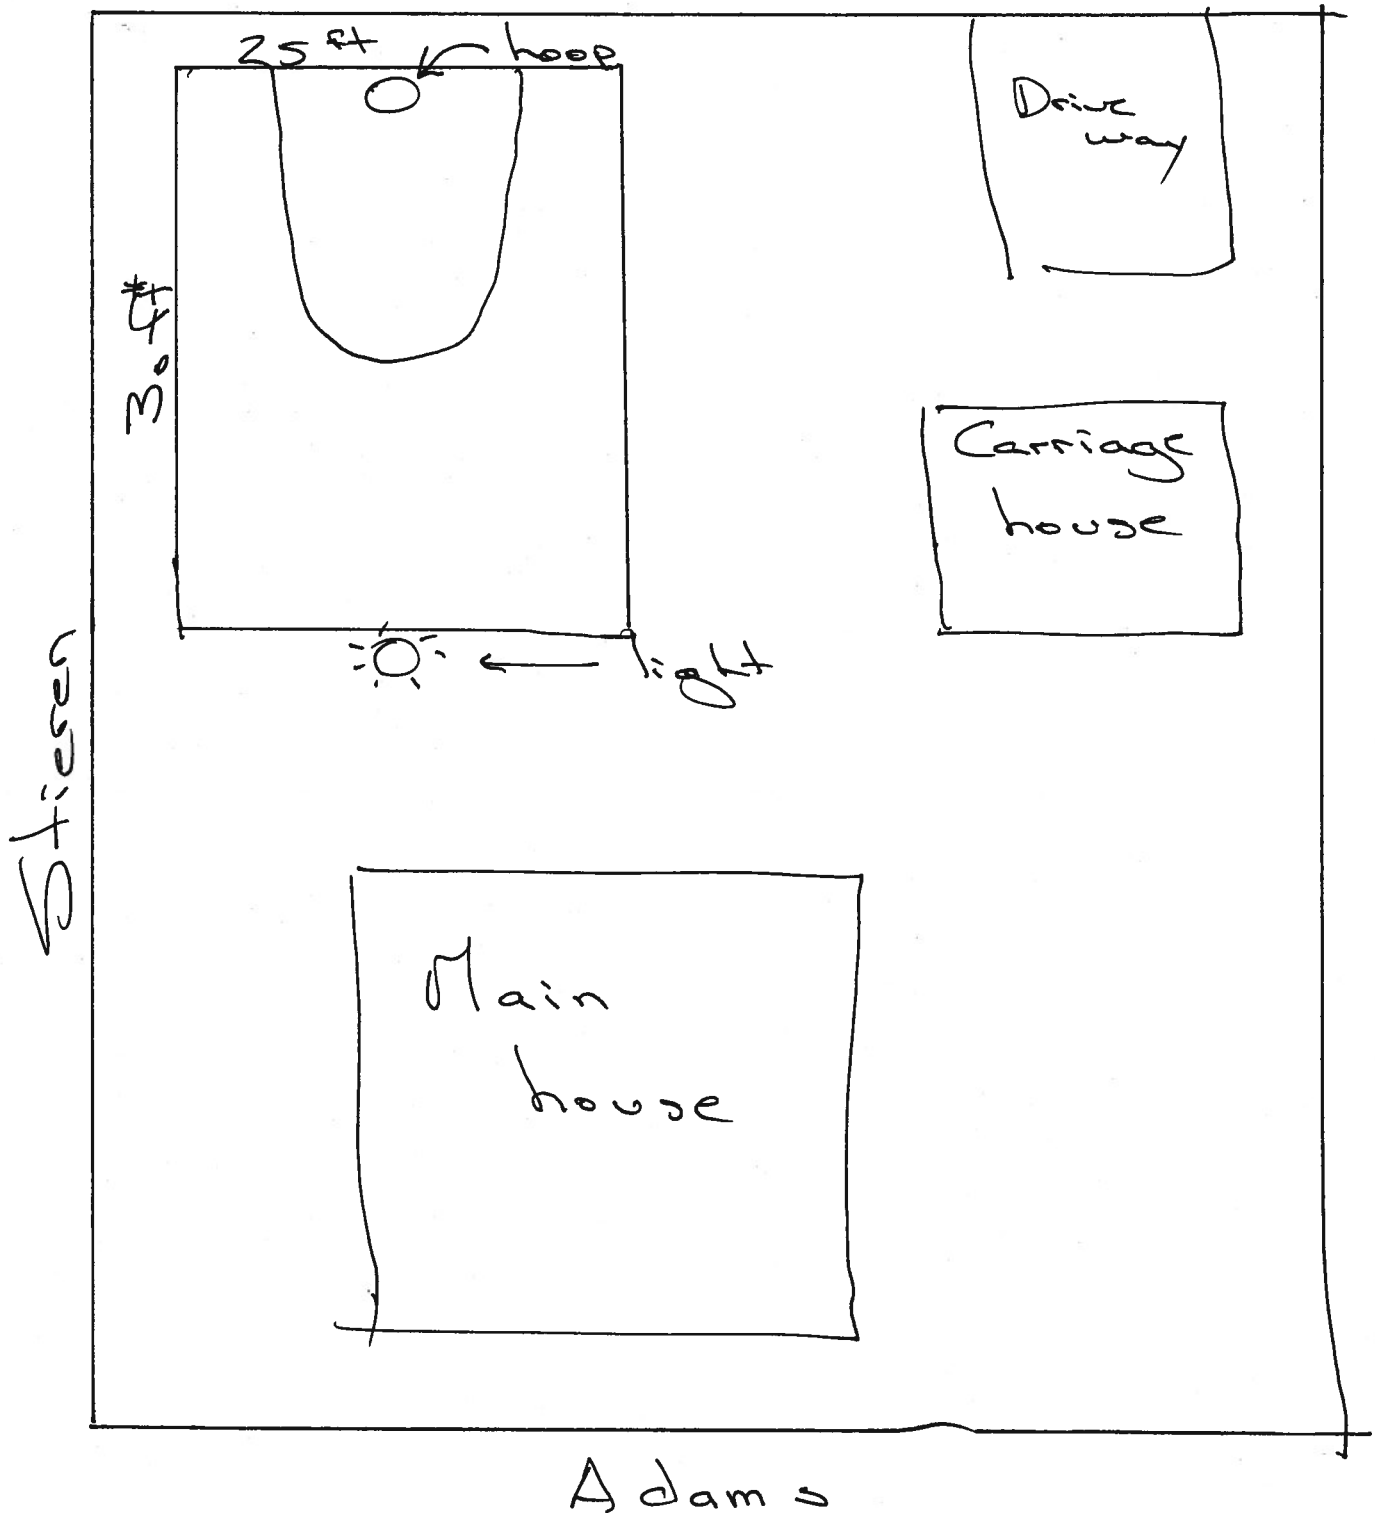 25 ft
hoop
Drive
way
30 ft
Carriage
house
light
Stieren
Main
house
Adams